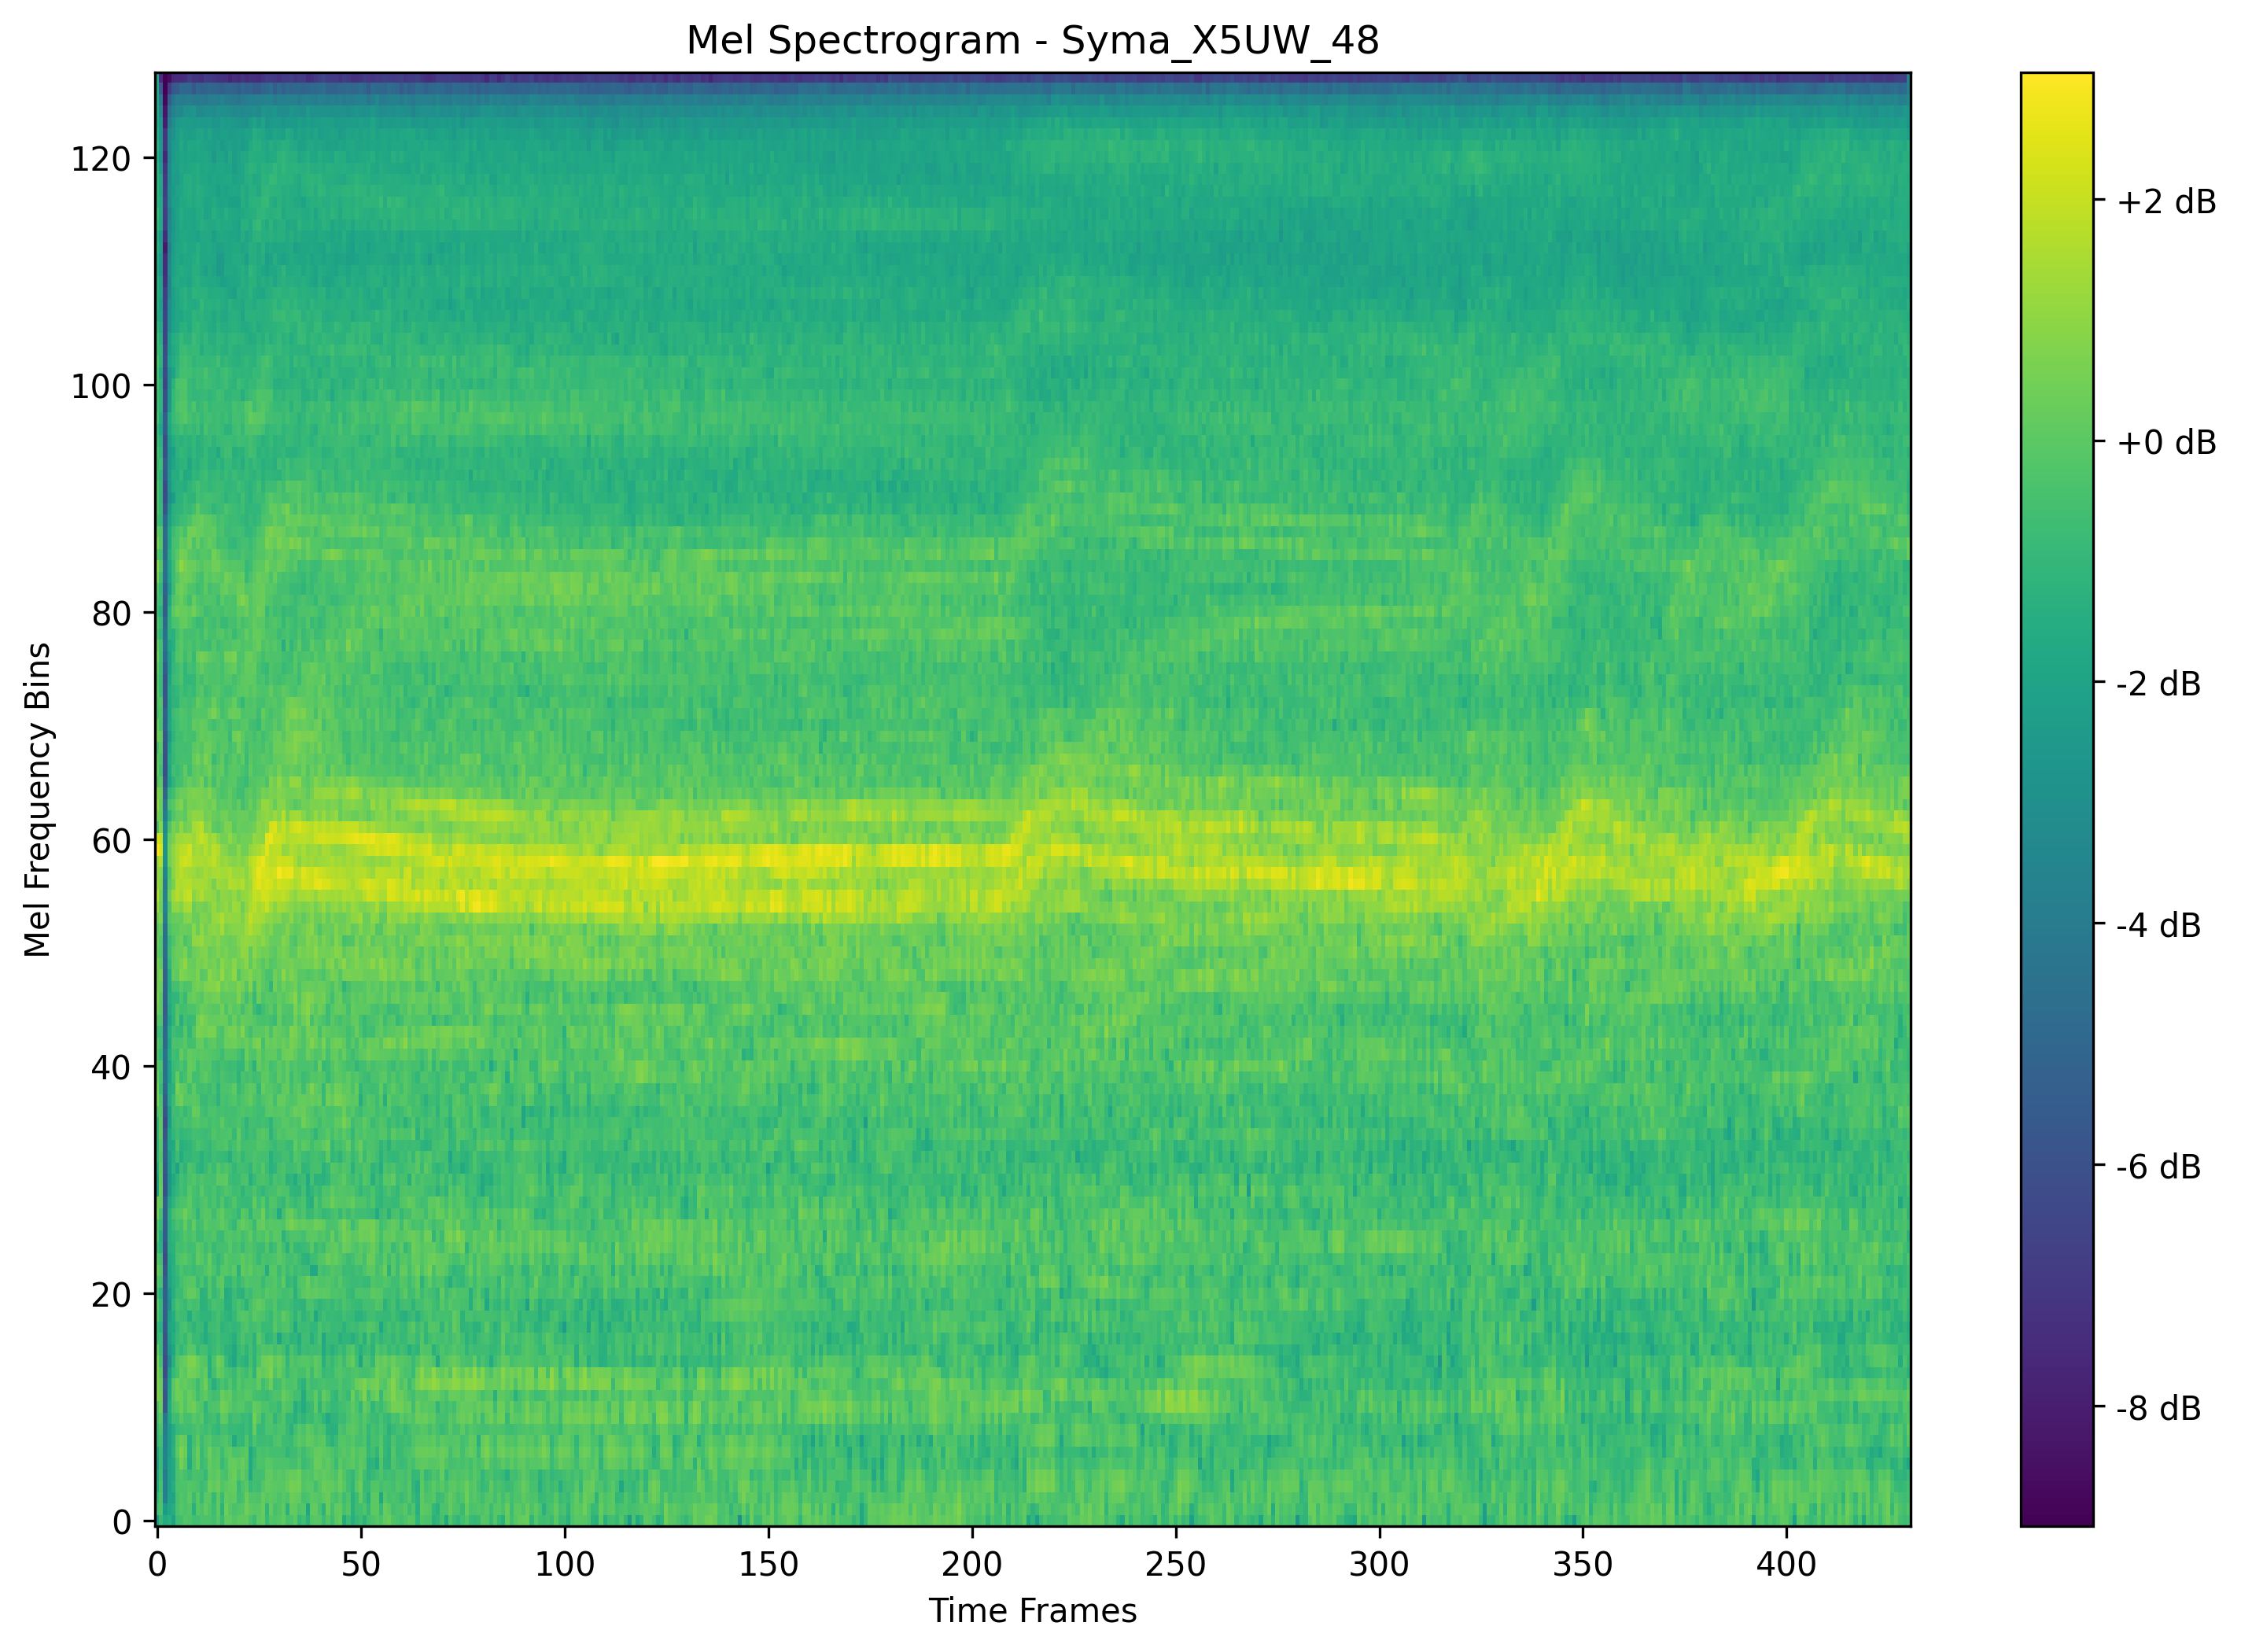 Mel Spectrogram - Syma_X5UW_48
Mel Frequency Bins
120
100
80
60
40
20
0
0 50 100 150 200 250 300 350 400
Time Frames
+2 dB
+0 dB
-2 dB
-4 dB
-6 dB
-8 dB